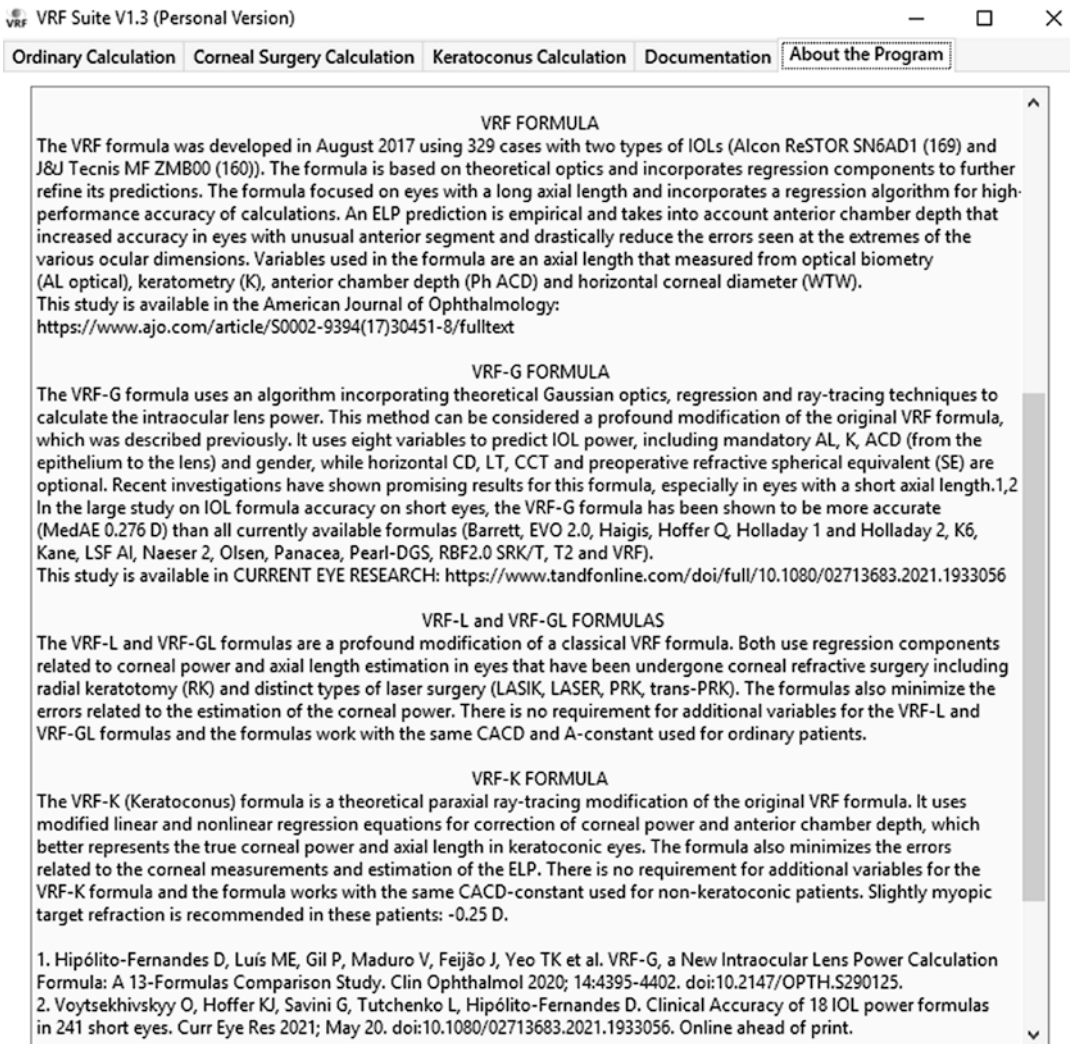 VRF VRF Suite V1.3 (Personal Version)
Ordinary Calculation Corneal Surgery Calculation Keratoconus Calculation Documentation About the Program
VRF FORMULA
The VRF formula was developed in August 2017 using 329 cases with two types of IOLs (Alcon ReSTOR SN6AD1 (169) and
J&J Tecnis MF ZMB00 (160)). The formula is based on theoretical optics and incorporates regression components to further
refine its predictions. The formula focused on eyes with a long axial length and incorporates a regression algorithm for high-
performance accuracy of calculations. An ELP prediction is empirical and takes into account anterior chamber depth that
increased accuracy in eyes with unusual anterior segment and drastically reduce the errors seen at the extremes of the
various ocular dimensions. Variables used in the formula are an axial length that measured from optical biometry
(AL optical), keratometry (K), anterior chamber depth (Ph ACD) and horizontal corneal diameter (WTW).
This study is available in the American Journal of Ophthalmology:
https://www.ajo.com/article/S0002-9394(17)30451-8/fulltext
VRF-G FORMULA
The VRF-G formula uses an algorithm incorporating theoretical Gaussian optics, regression and ray-tracing techniques to
calculate the intraocular lens power. This method can be considered a profound modification of the original VRF formula,
which was described previously. It uses eight variables to predict IOL power, including mandatory AL, K, ACD (from the
epithelium to the lens) and gender, while horizontal CD, LT, CCT and preoperative refractive spherical equivalent (SE) are
optional. Recent investigations have shown promising results for this formula, especially in eyes with a short axial length.1,2
In the large study on IOL formula accuracy on short eyes, the VRF-G formula has been shown to be more accurate
(MedAE 0.276 D) than all currently available formulas (Barrett, EVO 2.0, Haigis, Hoffer Q, Holladay 1 and Holladay 2, K6,
Kane, LSF AI, Naeser 2, Olsen, Panacea, Pearl-DGS, RBF2.0 SRK/T, T2 and VRF).
This study is available in CURRENT EYE RESEARCH: https://www.tandfonline.com/doi/full/10.1080/02713683.2021.1933056
VRF-L and VRF-GL FORMULAS
The VRF-L and VRF-GL formulas are a profound modification of a classical VRF formula. Both use regression components
related to corneal power and axial length estimation in eyes that have been undergone corneal refractive surgery including
radial keratotomy (RK) and distinct types of laser surgery (LASIK, LASER, PRK, trans-PRK). The formulas also minimize the
errors related to the estimation of the corneal power. There is no requirement for additional variables for the VRF-L and
VRF-GL formulas and the formulas work with the same CACD and A-constant used for ordinary patients.
VRF-K FORMULA
The VRF-K (Keratoconus) formula is a theoretical paraxial ray-tracing modification of the original VRF formula. It uses
modified linear and nonlinear regression equations for correction of corneal power and anterior chamber depth, which
better represents the true corneal power and axial length in keratoconic eyes. The formula also minimizes the errors
related to the corneal measurements and estimation of the ELP. There is no requirement for additional variables for the
VRF-K formula and the formula works with the same CACD-constant used for non-keratoconic patients. Slightly myopic
target refraction is recommended in these patients: -0.25 D.
1. Hipólito-Fernandes D, Luís ME, Gil P, Maduro V, Feijão J, Yeo TK et al. VRF-G, a New Intraocular Lens Power Calculation
Formula: A 13-Formulas Comparison Study. Clin Ophthalmol 2020; 14:4395-4402. doi:10.2147/OPTH.S290125.
2. Voytsekhivskyy O, Hoffer KJ, Savini G, Tutchenko L, Hipólito-Fernandes D. Clinical Accuracy of 18 IOL power formulas
in 241 short eyes. Curr Eye Res 2021; May 20. doi:10.1080/02713683.2021.1933056. Online ahead of print.